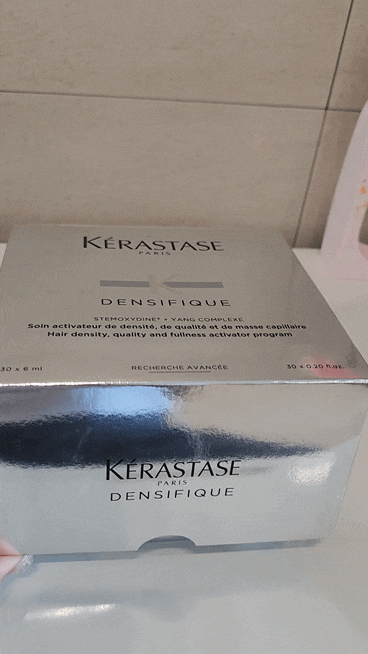 KÉRASTASE
PARIS
DENSIFIQUE
STEMOXYDINE® + YANG COMPLEXE
Soin activateur de densité, de qualité et de masse capillaire
Hair density, quality and fullness activator program
30 x 6 ml
RECHERCHE AVANCÉE
30 x 0.20 fl.oz.
KÉRASTASE
PARIS
DENSIFIQUE